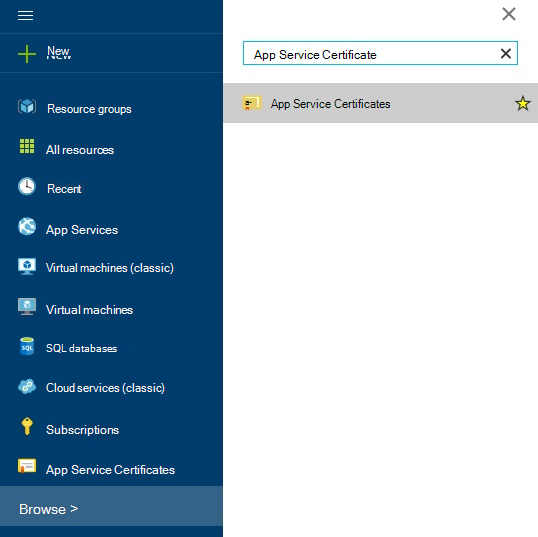 New
Resource groups
All resources
Recent
App Services
Virtual machines (classic)
Virtual machines
SQL databases
Cloud services (classic)
Subscriptions
App Service Certificates
Browse >
App Service Certificate
App Service Certificates